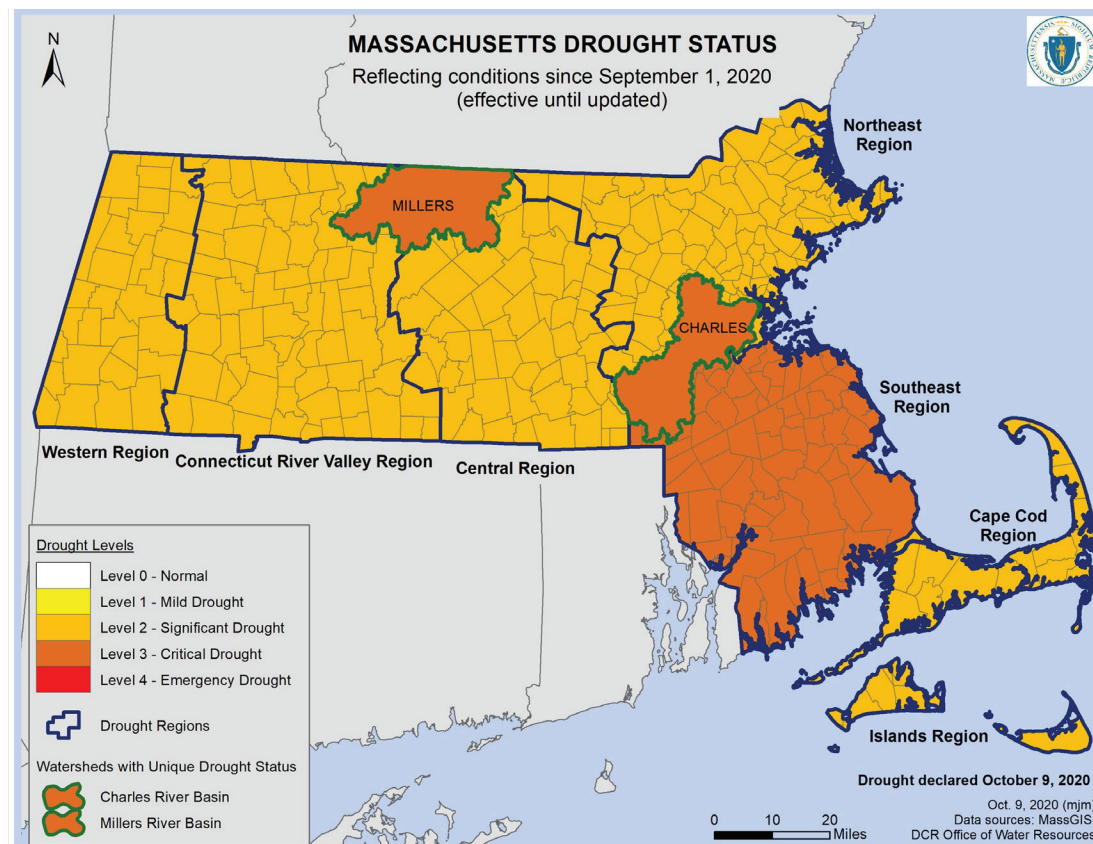 N
MASSACHUSETTS DROUGHT STATUS
Reflecting conditions since September 1, 2020
(effective until updated)
Northeast
Region
MILLERS
CHARLES
Southeast
Region
Western Region
Connecticut River Valley Region
Central Region
Cape Cod
Region
Islands Region
Drought Levels
Level 0 - Normal
Level 1 - Mild Drought
Level 2 - Significant Drought
Level 3 - Critical Drought
Level 4 - Emergency Drought
Drought Regions
Watersheds with Unique Drought Status
Charles River Basin
Millers River Basin
Drought declared October 9, 2020
Oct. 9, 2020 (mjm)
Data sources: MassGIS
DCR Office of Water Resources
0 10 20
Miles